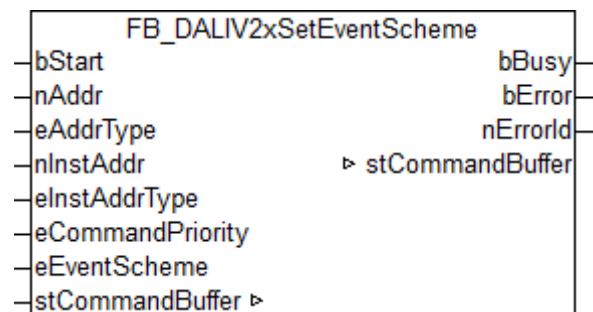 FB_DALIV2xSetEventScheme
bStart bBusy
nAddr bError
eAddrType nErrorId
nInstAddr ▹ stCommandBuffer
eInstAddrType
eCommandPriority
eEventScheme
stCommandBuffer ▹